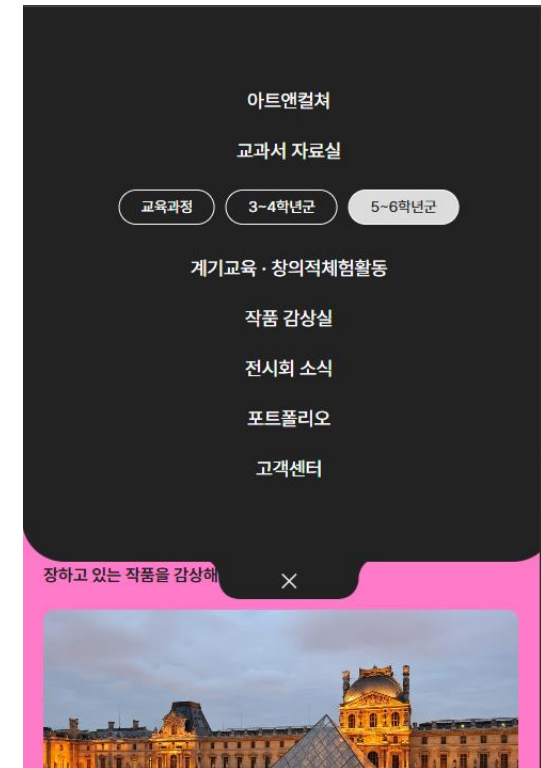 아트앤컬쳐
교과서 자료실
교육과정 3~4학년군 5~6학년군
계기교육 · 창의적체험활동
작품 감상실
전시회 소식
포트폴리오
고객센터
장하고 있는 작품을 감상해